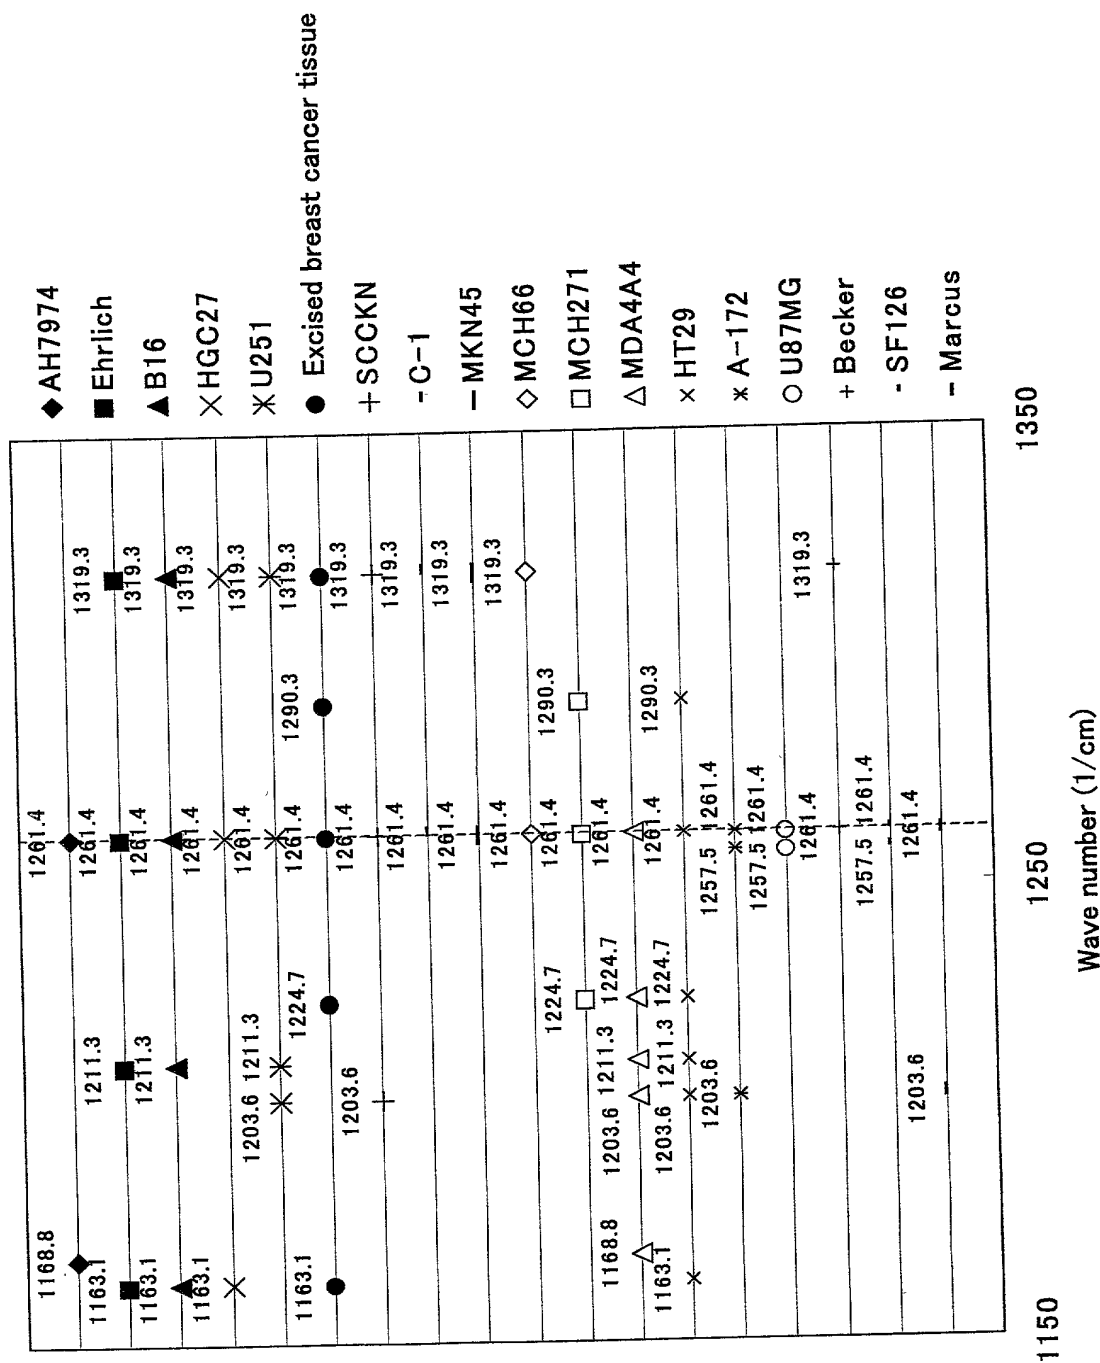 1168.8 1261.4
1163.1 1211.3 1261.4 1319.3
1163.1 1211.3 1261.4 1319.3
1163.1 1261.4 1319.3
1203.6 1211.3 1261.4 1319.3
1163.1 1224.7 1261.4 1290.3 1319.3
1203.6 1261.4 1319.3
1261.4 1319.3
1261.4 1319.3
1261.4 1319.3
1224.7 1261.4 1290.3
1168.8 1203.6 1211.3 1224.7 1261.4
1163.1 1203.6 1211.3 1224.7 1261.4 1290.3
1203.6 1257.5 1261.4
1257.5 1261.4
1261.4 1319.3
1257.5 1261.4
1203.6 1261.4
1150 1250 1350
Wave number (1/cm)
AH7974
Ehrlich
B16
HGC27
U251
Excised breast cancer tissue
SCCKN
C-1
MKN45
MCH66
MCH271
MDA4A4
HT29
A-172
U87MG
Becker
SF126
Marcus